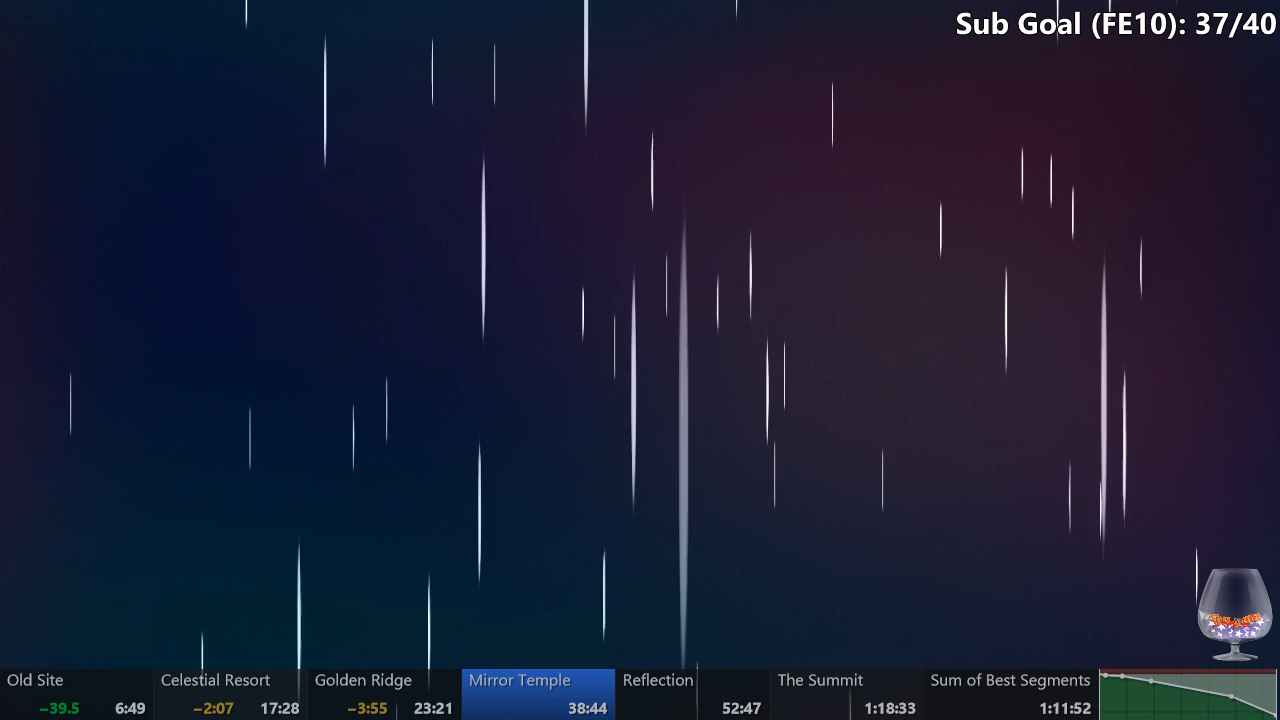 Sub Goal (FE10): 37/40
Old Site
−39.5 6:49
Celestial Resort
−2:07 17:28
Golden Ridge
−3:55 23:21
Mirror Temple
38:44
Reflection
52:47
The Summit
1:18:33
Sum of Best Segments
1:11:52